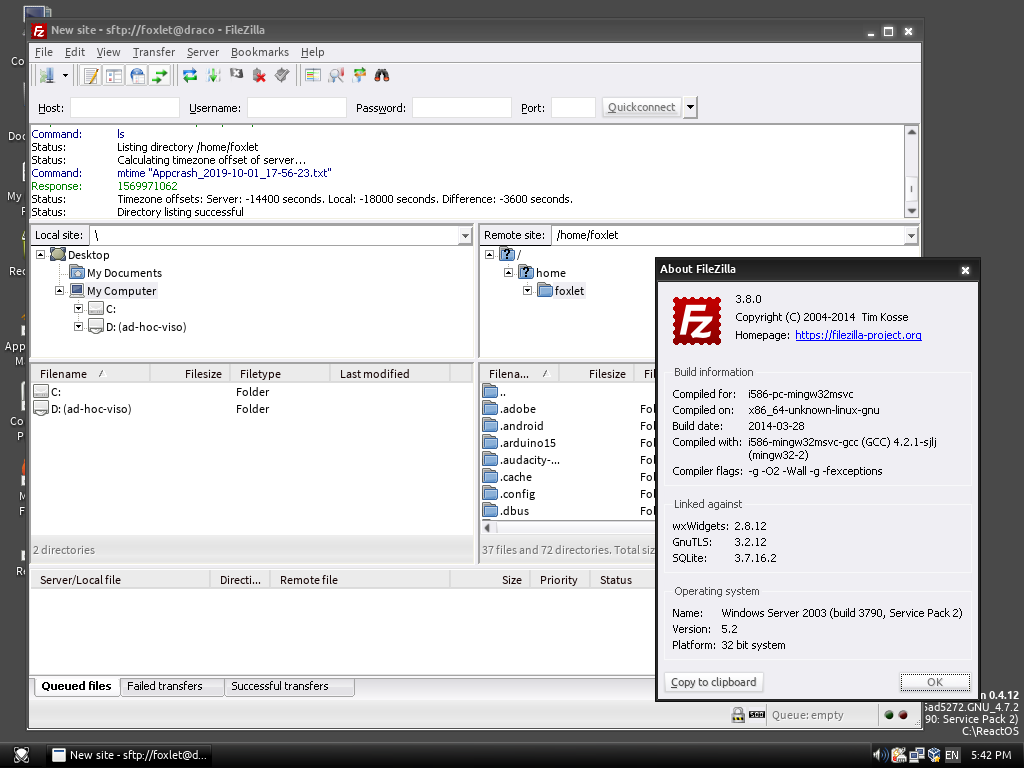 New site - sftp://foxlet@draco - FileZilla
File Edit View Transfer Server Bookmarks Help
Host: Username: Password: Port: Quickconnect
Command: ls
Status: Listing directory /home/foxlet
Status: Calculating timezone offset of server...
Command: mtime "Appcrash_2019-10-01_17-56-23.txt"
Response: 1569971062
Status: Timezone offsets: Server: -14400 seconds. Local: -18000 seconds. Difference: -3600 seconds.
Status: Directory listing successful
Local site: \
Desktop
My Documents
My Computer
C:
D: (ad-hoc-viso)
Remote site: /home/foxlet
/
home
foxlet
Filename Filesize Filetype Last modified
C: Folder
D: (ad-hoc-viso) Folder
2 directories
Filena... Filesize Fil
..
.adobe Fol
.android Fol
.arduino15 Fol
.audacity-... Fol
.cache Fol
.config Fol
.dbus Fol
37 files and 72 directories. Total siz
Server/Local file Directi... Remote file Size Priority Status
Queued files Failed transfers Successful transfers
Queue: empty
About FileZilla
3.8.0
Copyright (C) 2004-2014 Tim Kosse
Homepage: https://filezilla-project.org
Build information
Compiled for: i586-pc-mingw32msvc
Compiled on: x86_64-unknown-linux-gnu
Build date: 2014-03-28
Compiled with: i586-mingw32msvc-gcc (GCC) 4.2.1-sjlj
(mingw32-2)
Compiler flags: -g -O2 -Wall -g -fexceptions
Linked against
wxWidgets: 2.8.12
GnuTLS: 3.2.12
SQLite: 3.7.16.2
Operating system
Name: Windows Server 2003 (build 3790, Service Pack 2)
Version: 5.2
Platform: 32 bit system
Copy to clipboard OK
n 0.4.12
5ad5272.GNU_4.7.2
90: Service Pack 2)
C:\ReactOS
New site - sftp://foxlet@d...
EN 5:42 PM